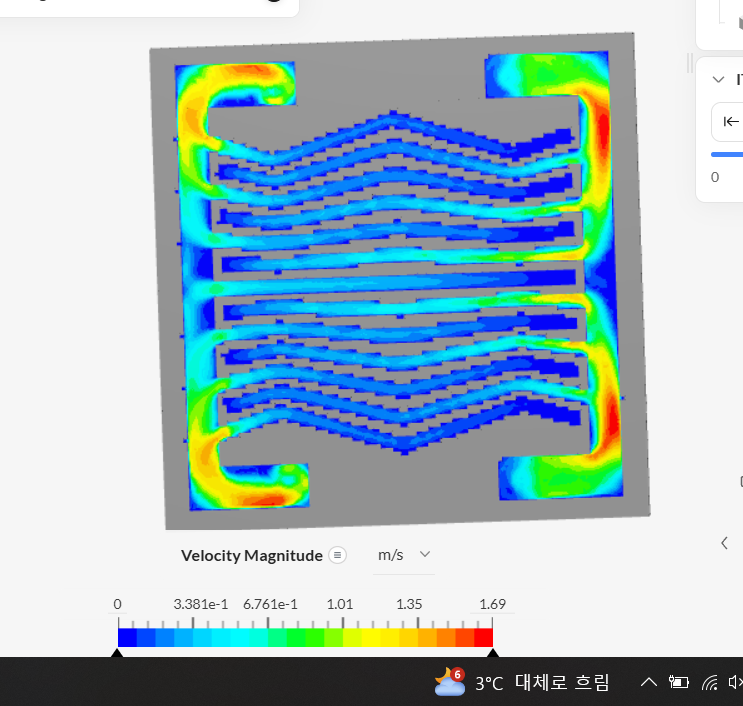 0
Velocity Magnitude
m/s
0 3.381e-1 6.761e-1 1.01 1.35 1.69
6 3°C 대체로 흐림